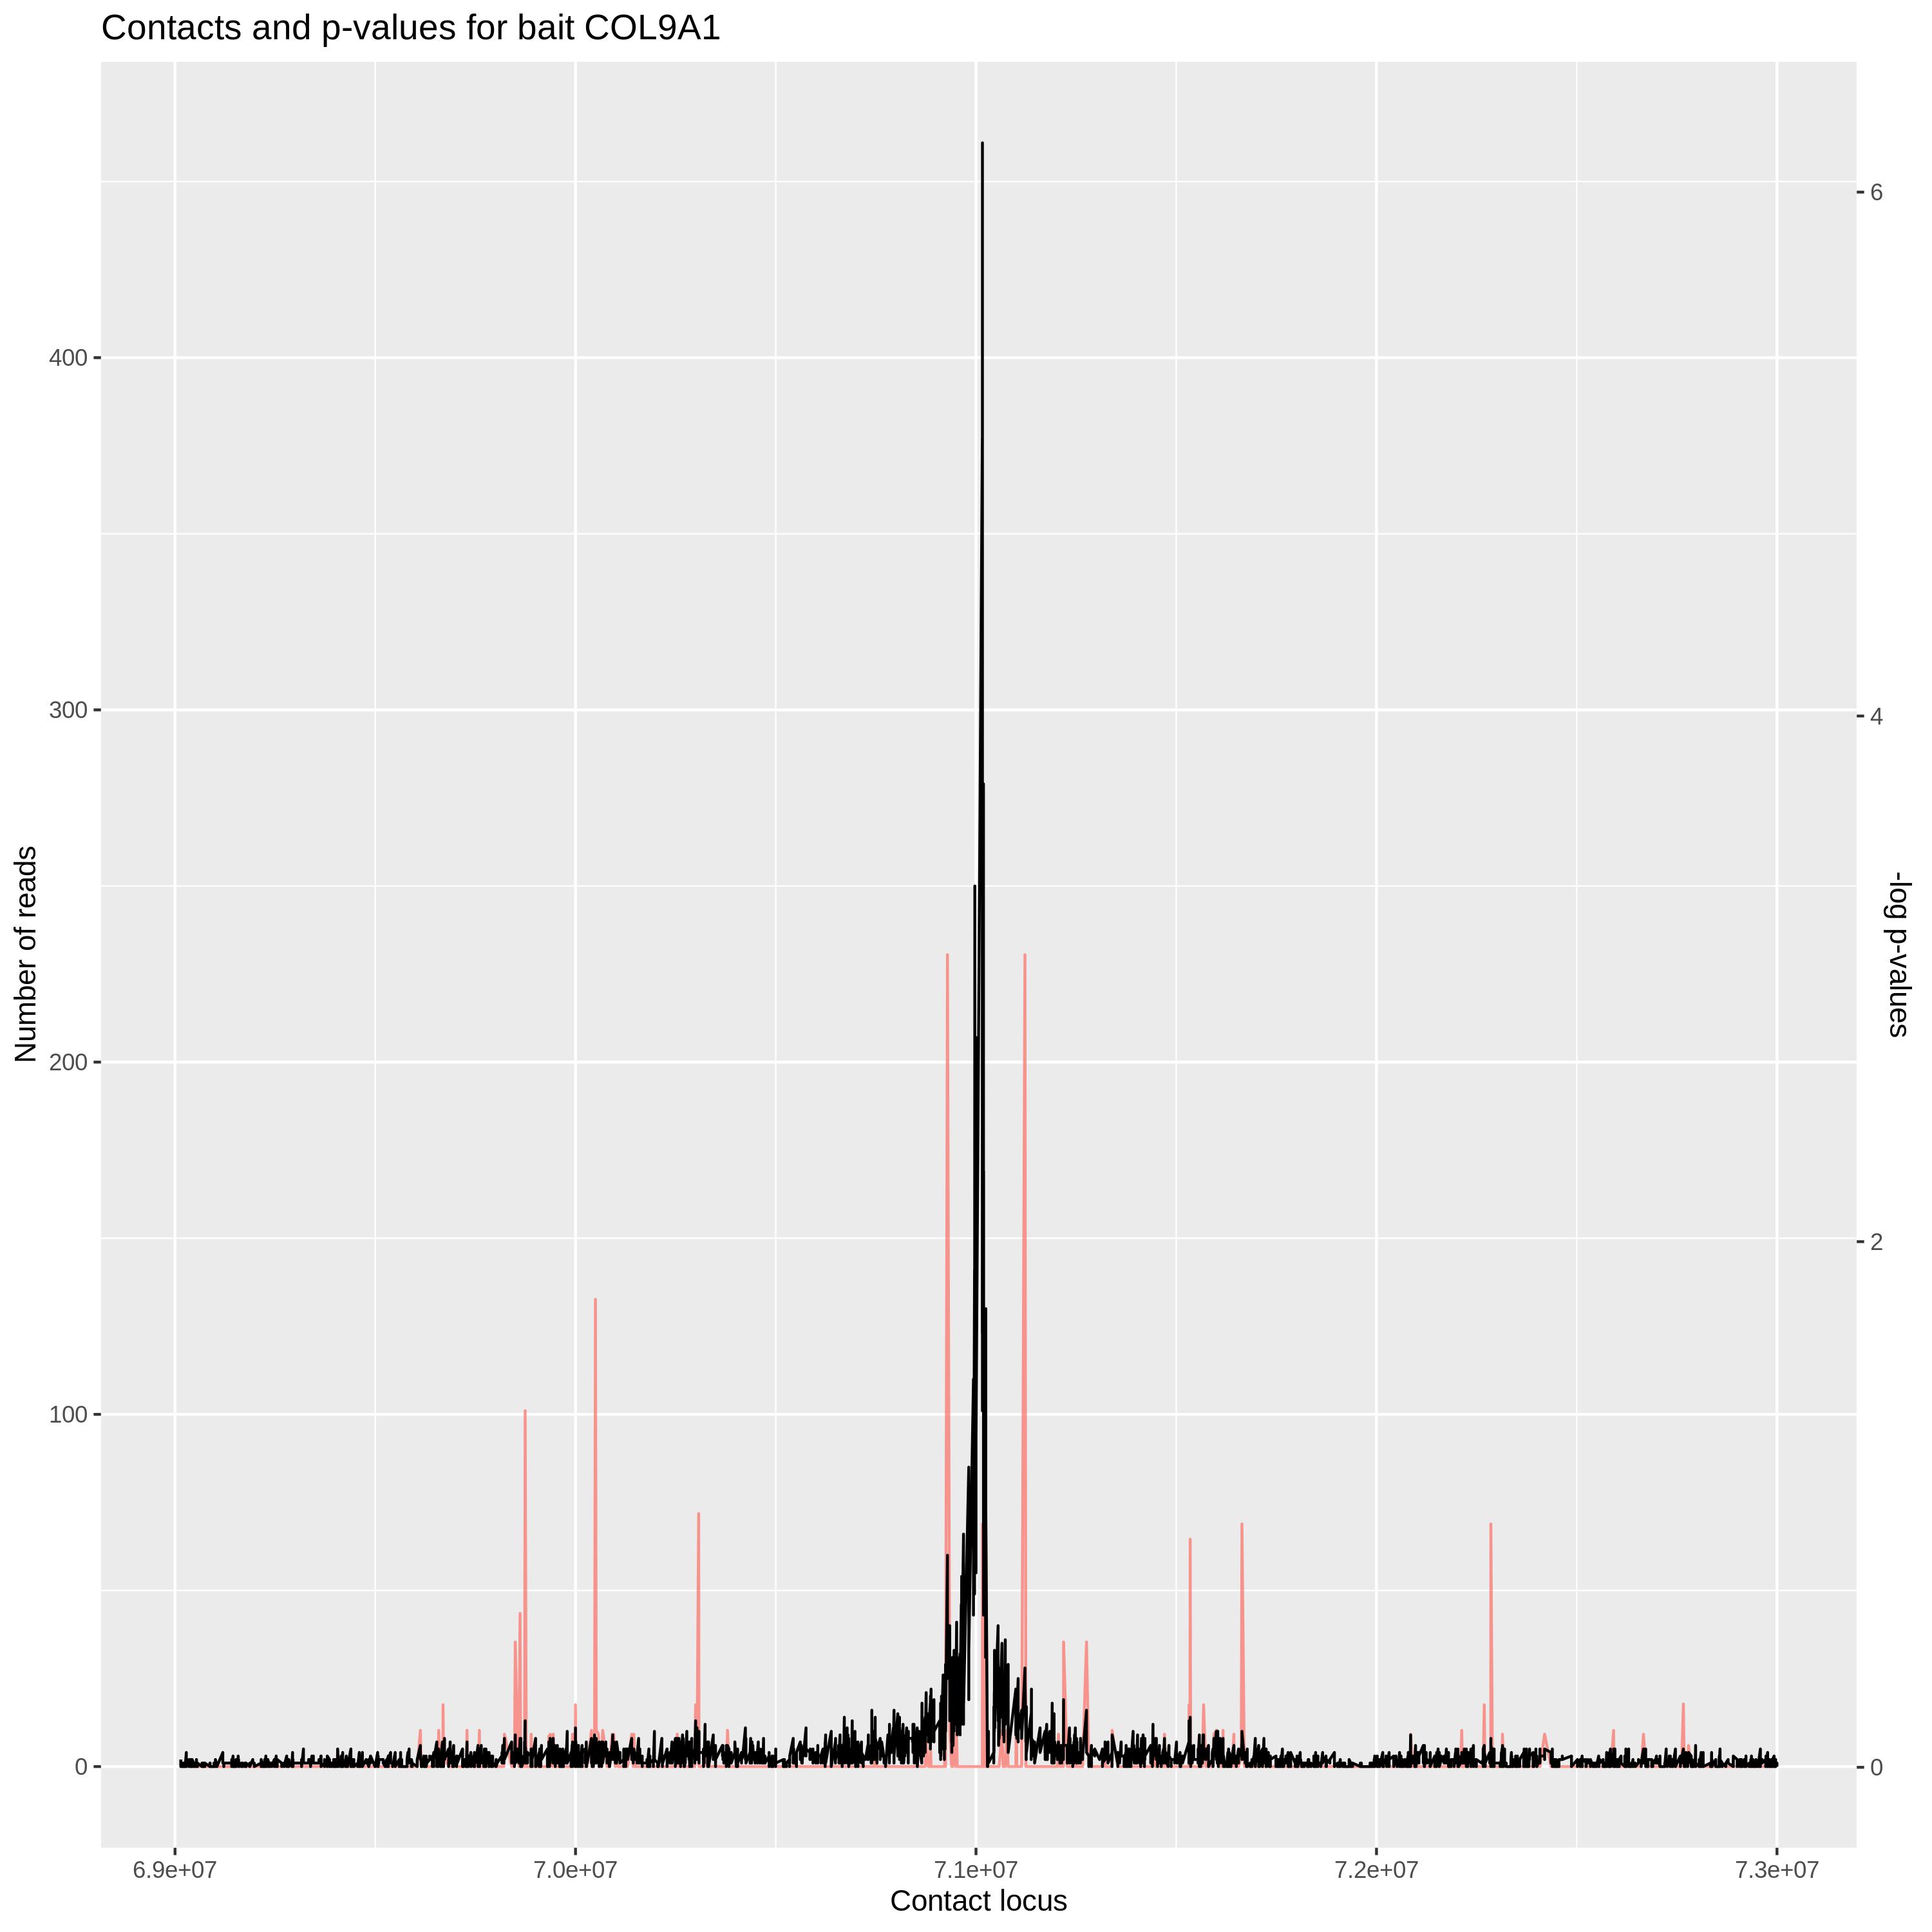 Contacts and p-values for bait COL9A1
Number of reads
400
300
200
100
0
6
4
2
0
-log p-values
6.9e+07
7.0e+07
7.1e+07
7.2e+07
7.3e+07
Contact locus